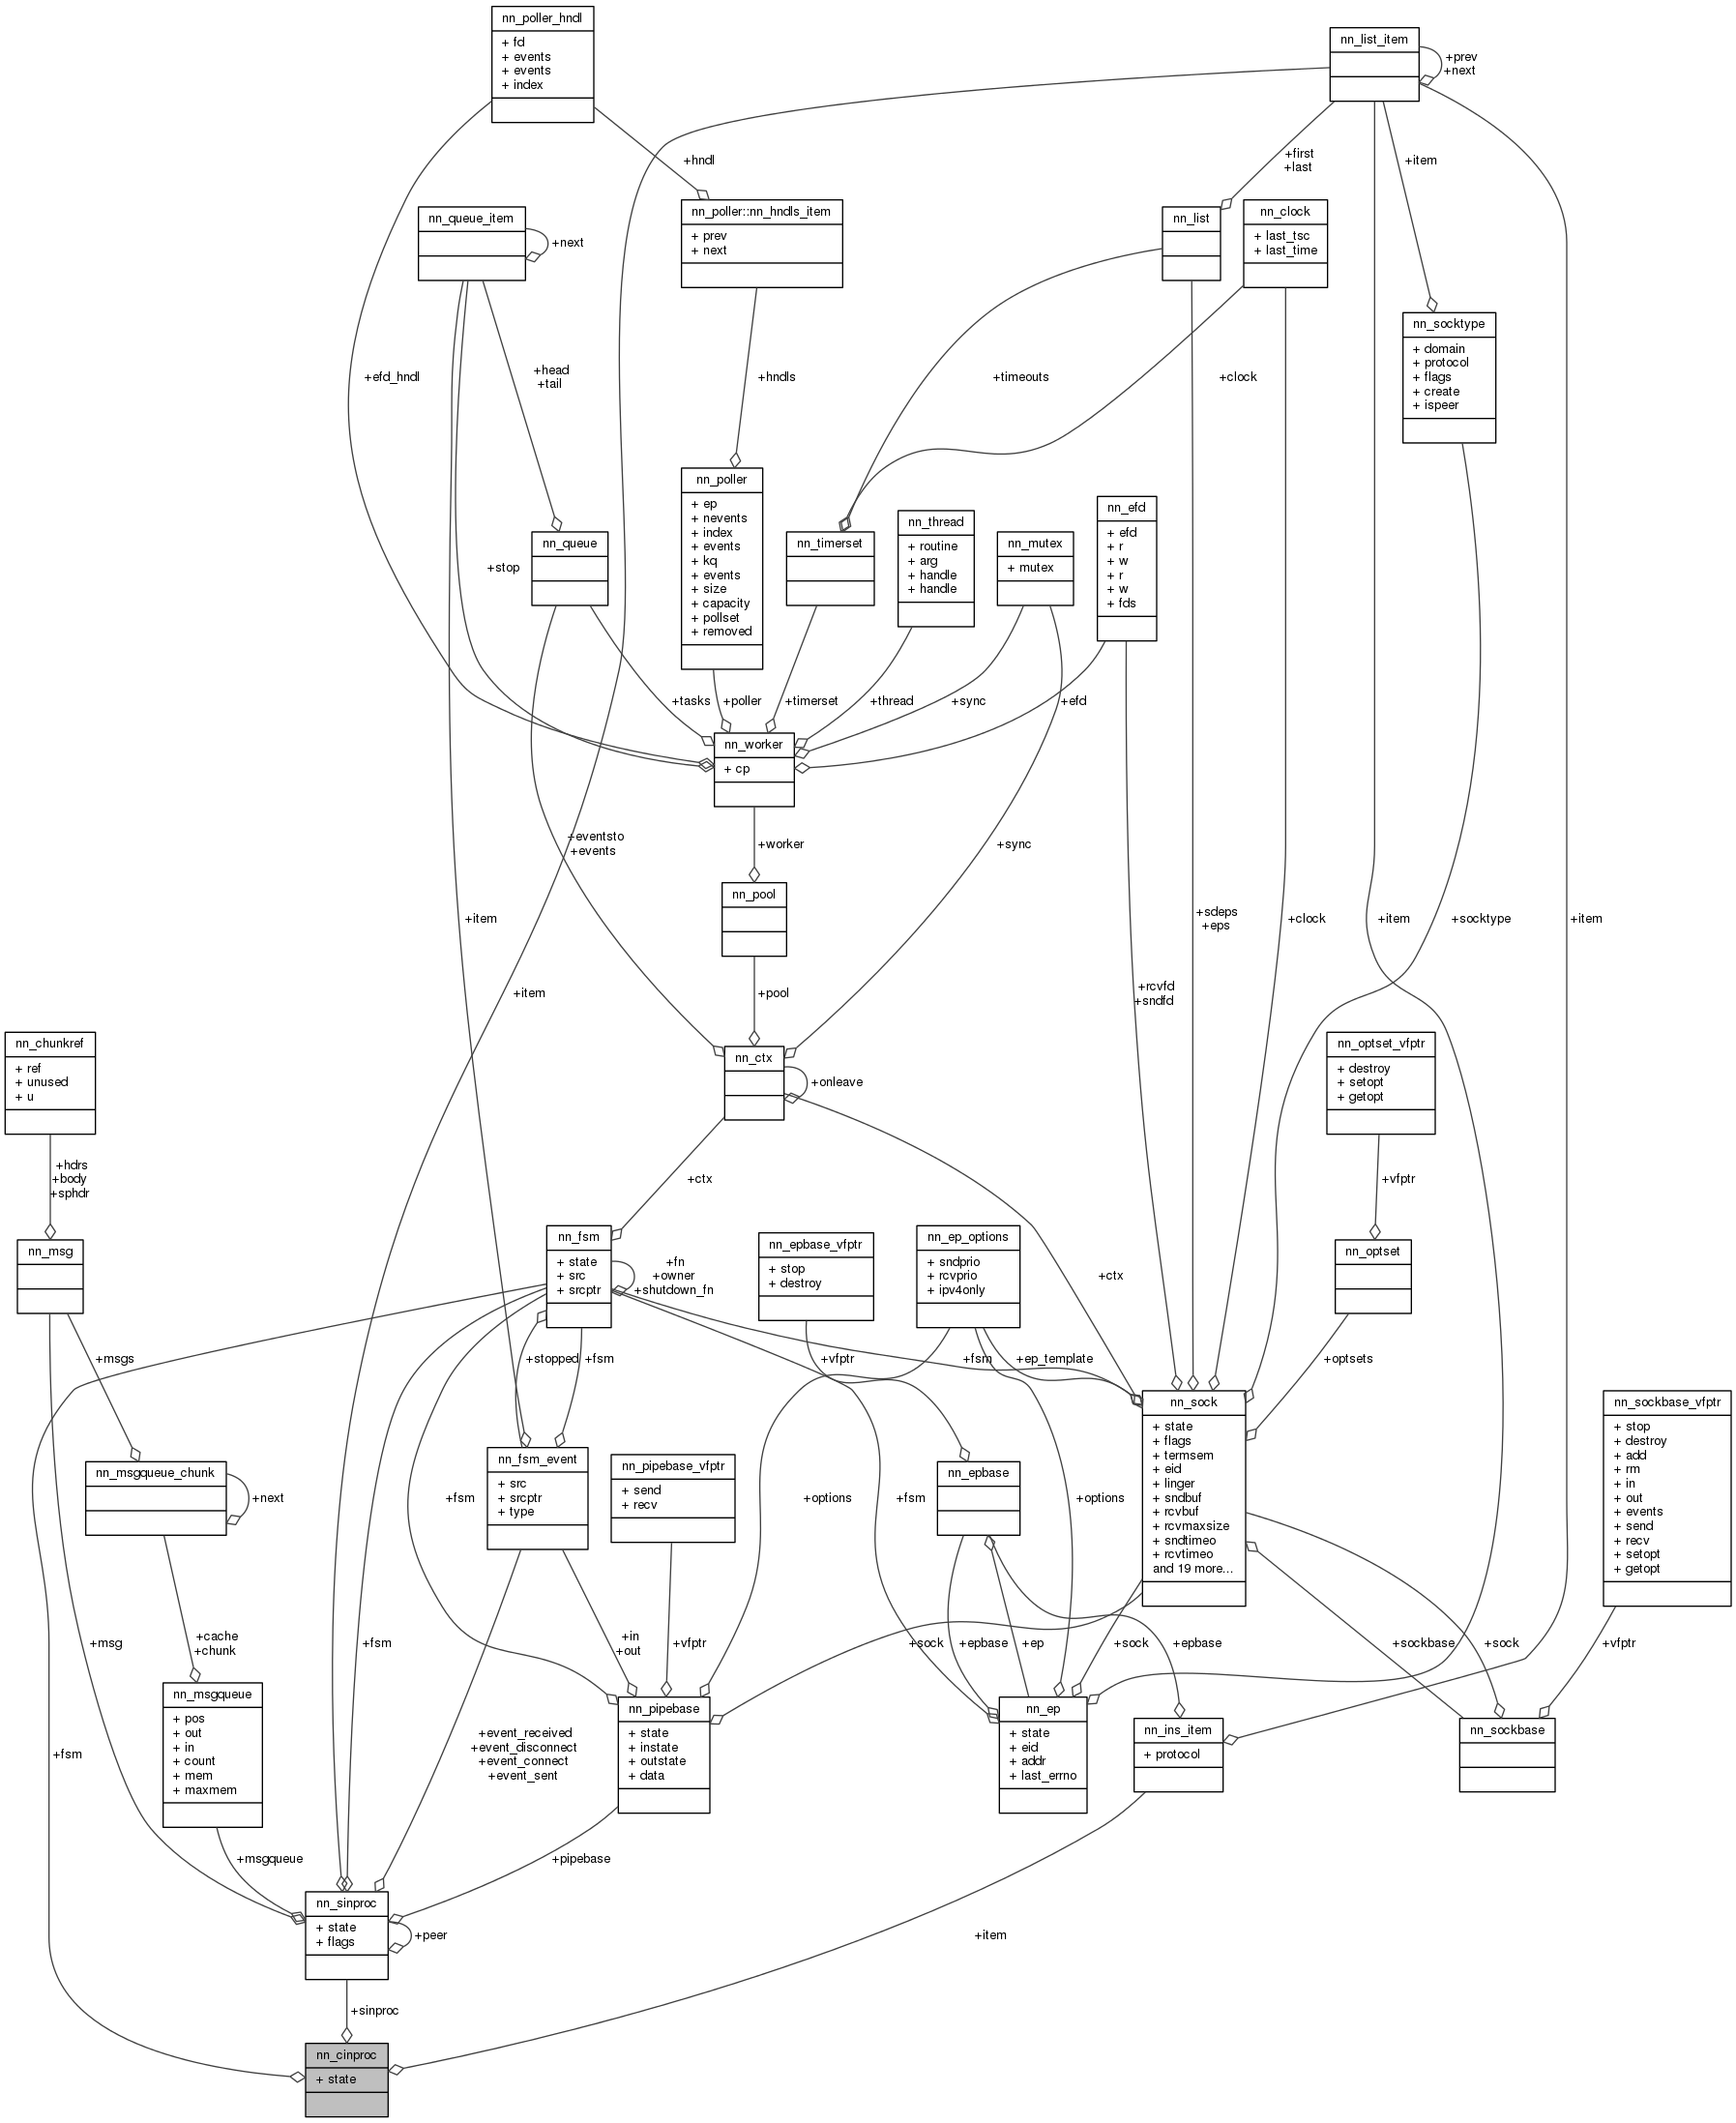 nn_poller_hndl
+ fd
+ events
+ events
+ index
nn_list_item
+prev
+next
+hndl
+first
+last
+item
nn_queue_item
+next
nn_poller::nn_hndls_item
+ prev
+ next
nn_list
nn_clock
+ last_tsc
+ last_time
nn_socktype
+ domain
+ protocol
+ flags
+ create
+ ispeer
+efd_hndl
+head
+tail
+hndls
+timeouts
+clock
nn_poller
+ ep
+ nevents
+ index
+ events
+ kq
+ events
+ size
+ capacity
+ pollset
+ removed
nn_queue
nn_timerset
nn_thread
+ routine
+ arg
+ handle
+ handle
nn_mutex
+ mutex
nn_efd
+ efd
+ r
+ w
+ r
+ w
+ fds
+stop
+tasks
+poller
+timerset
+thread
+sync
+efd
nn_worker
+ cp
+eventsto
+events
+worker
+sync
nn_pool
+item
+sdeps
+eps
+clock
+item
+socktype
+item
+item
+pool
+rcvfd
+sndfd
nn_chunkref
+ ref
+ unused
+ u
nn_ctx
+onleave
nn_optset_vfptr
+ destroy
+ setopt
+ getopt
+hdrs
+body
+sphdr
+ctx
+vfptr
nn_msg
nn_fsm
+ state
+ src
+ srcptr
+fn
+owner
+shutdown_fn
nn_epbase_vfptr
+ stop
+ destroy
nn_ep_options
+ sndprio
+ rcvprio
+ ipv4only
+ctx
nn_optset
+msgs
+stopped
+fsm
+vfptr
+fsm
+ep_template
+optsets
nn_msgqueue_chunk
+next
nn_fsm_event
+ src
+ srcptr
+ type
nn_pipebase_vfptr
+ send
+ recv
nn_epbase
nn_sock
+ state
+ flags
+ termsem
+ eid
+ linger
+ sndbuf
+ rcvbuf
+ rcvmaxsize
+ sndtimeo
+ rcvtimeo
and 19 more...
nn_sockbase_vfptr
+ stop
+ destroy
+ add
+ rm
+ in
+ out
+ events
+ send
+ recv
+ setopt
+ getopt
+fsm
+options
+fsm
+options
+msg
+cache
+chunk
+fsm
+in
+out
+vfptr
+sock
+epbase
+ep
+sock
+epbase
+sockbase
+sock
+vfptr
nn_msgqueue
+ pos
+ out
+ in
+ count
+ mem
+ maxmem
nn_pipebase
+ state
+ instate
+ outstate
+ data
nn_ep
+ state
+ eid
+ addr
+ last_errno
nn_ins_item
+ protocol
nn_sockbase
+fsm
+event_received
+event_disconnect
+event_connect
+event_sent
+msgqueue
+pipebase
nn_sinproc
+ state
+ flags
+peer
+item
+sinproc
nn_cinproc
+ state